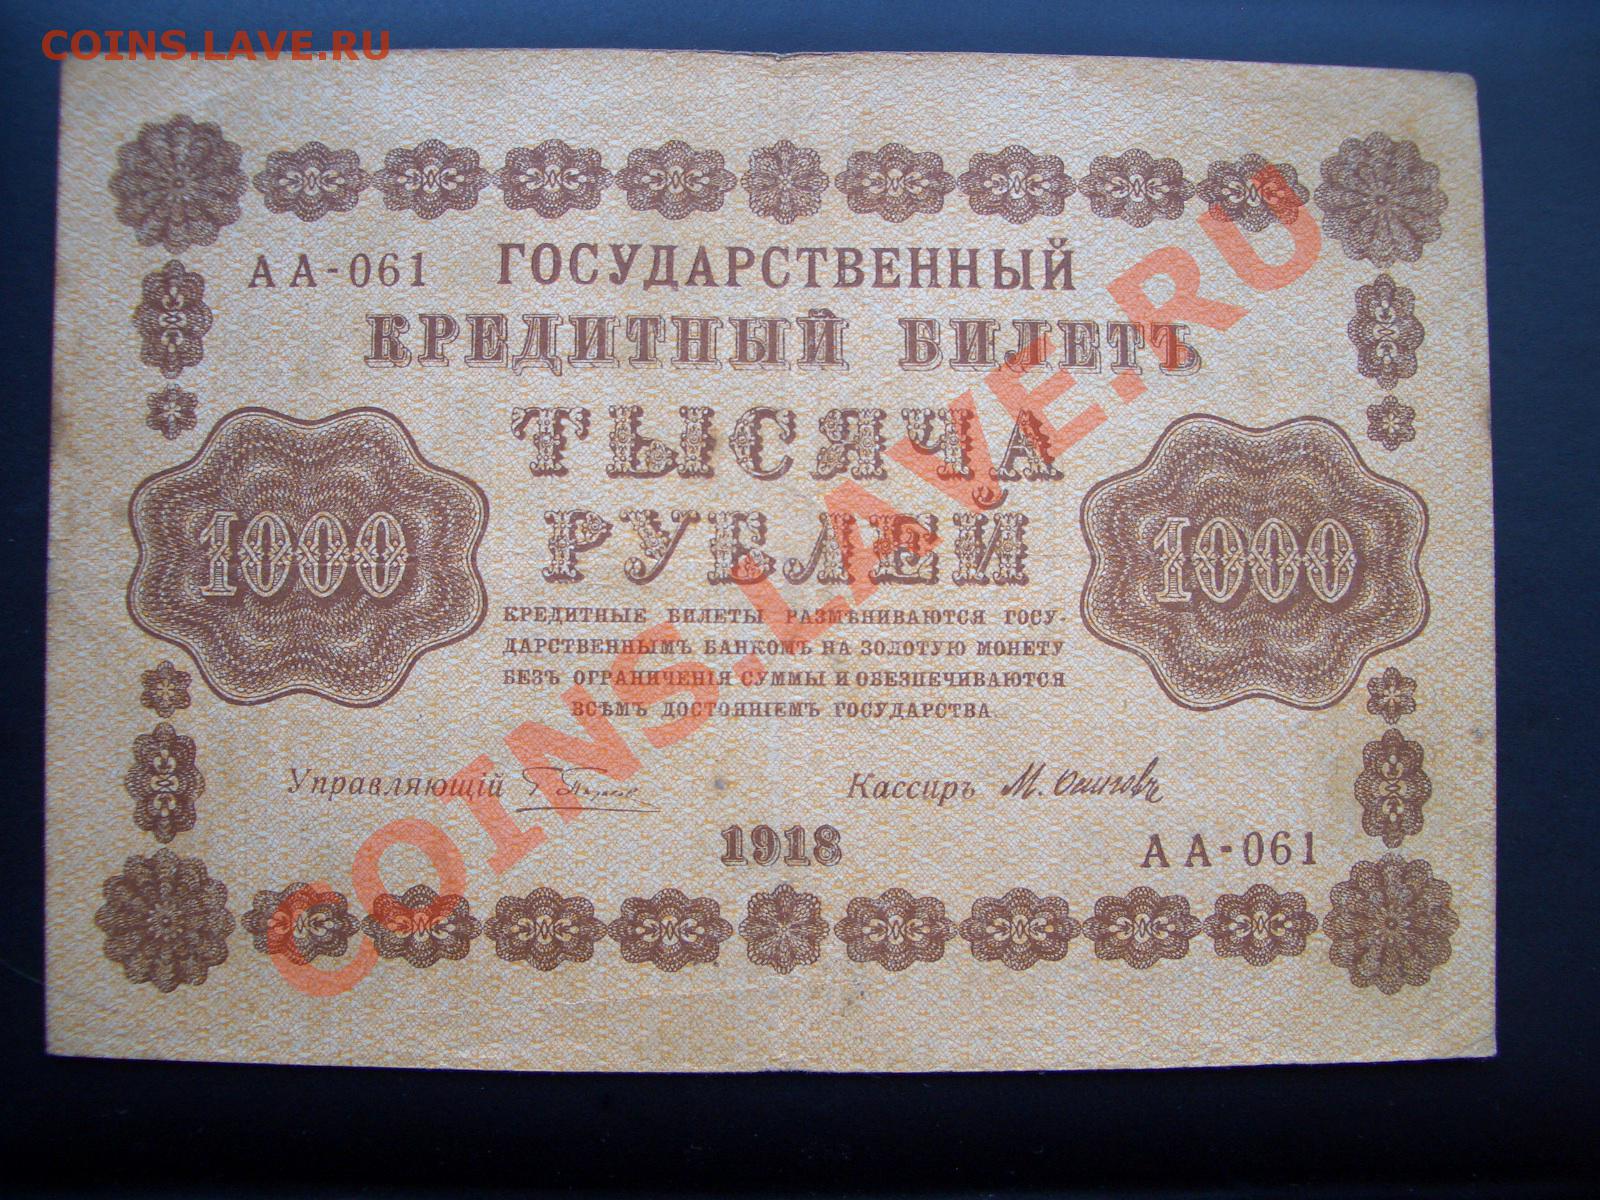 COINS.LAVE.RU
АА-061 ГОСУДАРСТВЕННЫЙ
КРЕДИТНЫЙ БИЛЕТЪ
ТЫСЯЧА
РУБЛЕЙ
1000
1000
КРЕДИТНЫЕ БИЛЕТЫ РАЗМѢНИВАЮТСЯ ГОСУ-
ДАРСТВЕННЫМЪ БАНКОМЪ НА ЗОЛОТУЮ МОНЕТУ
БЕЗЪ ОГРАНИЧЕНІЯ СУММЫ И ОБЕЗПЕЧИВАЮТСЯ
ВСѢМЪ ДОСТОЯНІЕМЪ ГОСУДАРСТВА.
Управляющій
Кассиръ М. Осиповъ
1918
АА-061
COINS.LAVE.RU